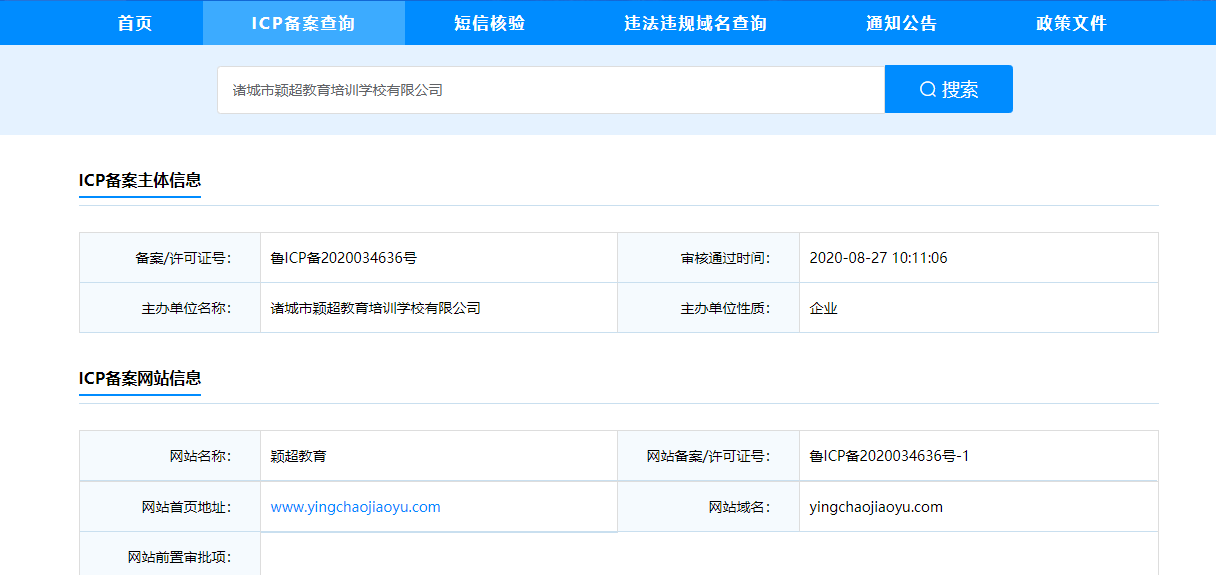 首页 ICP备案查询 短信核验 违法违规域名查询 通知公告 政策文件
诸城市颖超教育培训学校有限公司 搜索
ICP备案主体信息
备案/许可证号： 鲁ICP备2020034636号 审核通过时间： 2020-08-27 10:11:06
主办单位名称： 诸城市颖超教育培训学校有限公司 主办单位性质： 企业
ICP备案网站信息
网站名称： 颖超教育 网站备案/许可证号： 鲁ICP备2020034636号-1
网站首页地址： www.yingchaojiaoyu.com 网站域名： yingchaojiaoyu.com
网站前置审批项：